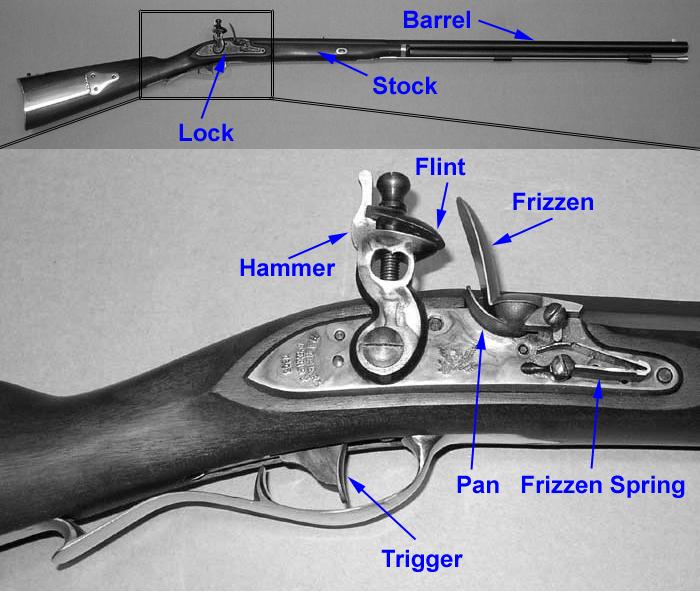 Barrel
Stock
Lock
Flint
Frizzen
Hammer
Pan
Frizzen Spring
Trigger